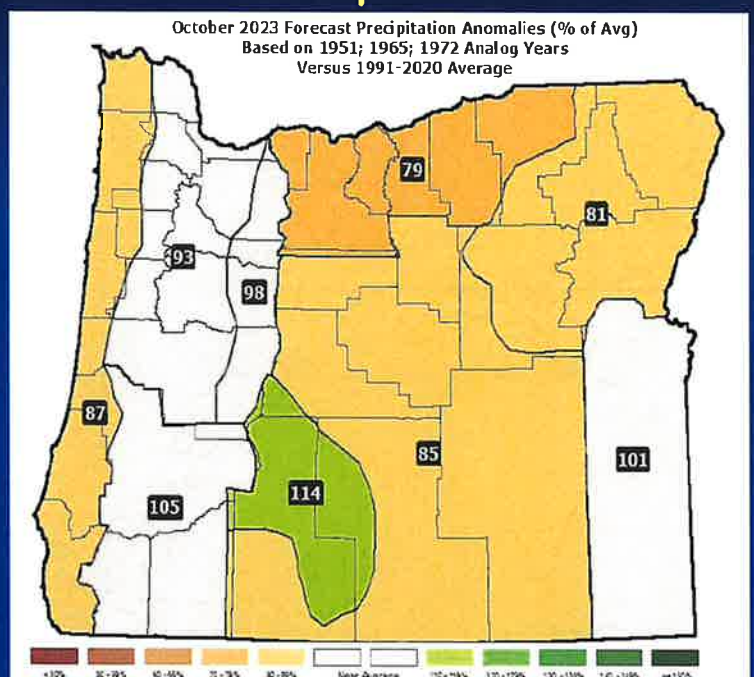 October 2023 Forecast Precipitation Anomalies (% of Avg)
Based on 1951; 1965; 1972 Analog Years
Versus 1991-2020 Average
79
81
93
98
87
85
101
114
105
Near Average